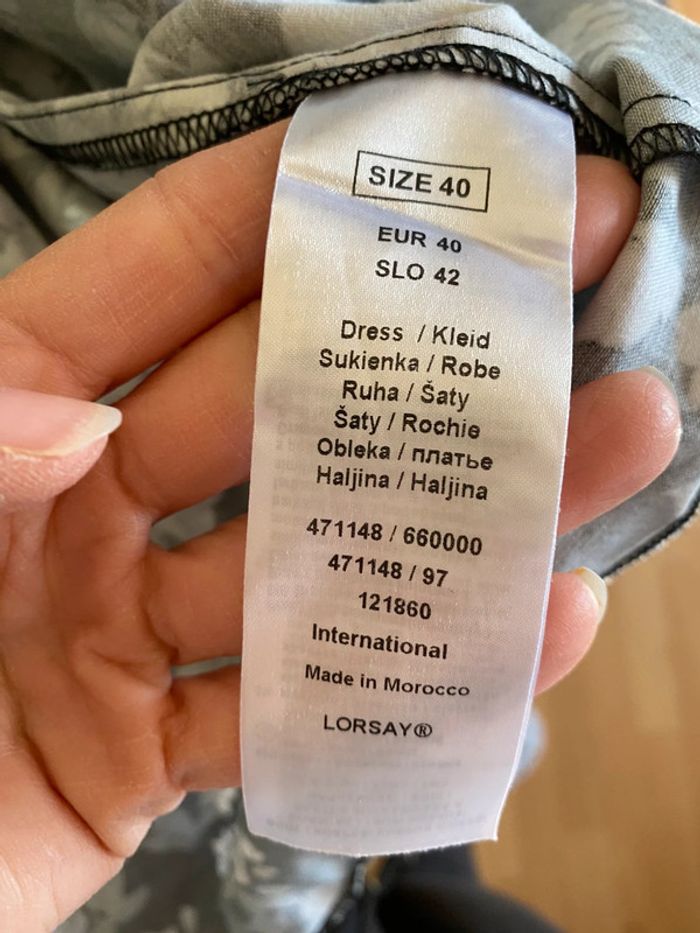 SIZE 40
EUR 40
SLO 42
Dress / Kleid
Sukienka / Robe
Ruha / Šaty
Šaty / Rochie
Obleka / платье
Haljina / Haljina
471148 / 660000
471148 / 97
121860
International
Made in Morocco
LORSAY®